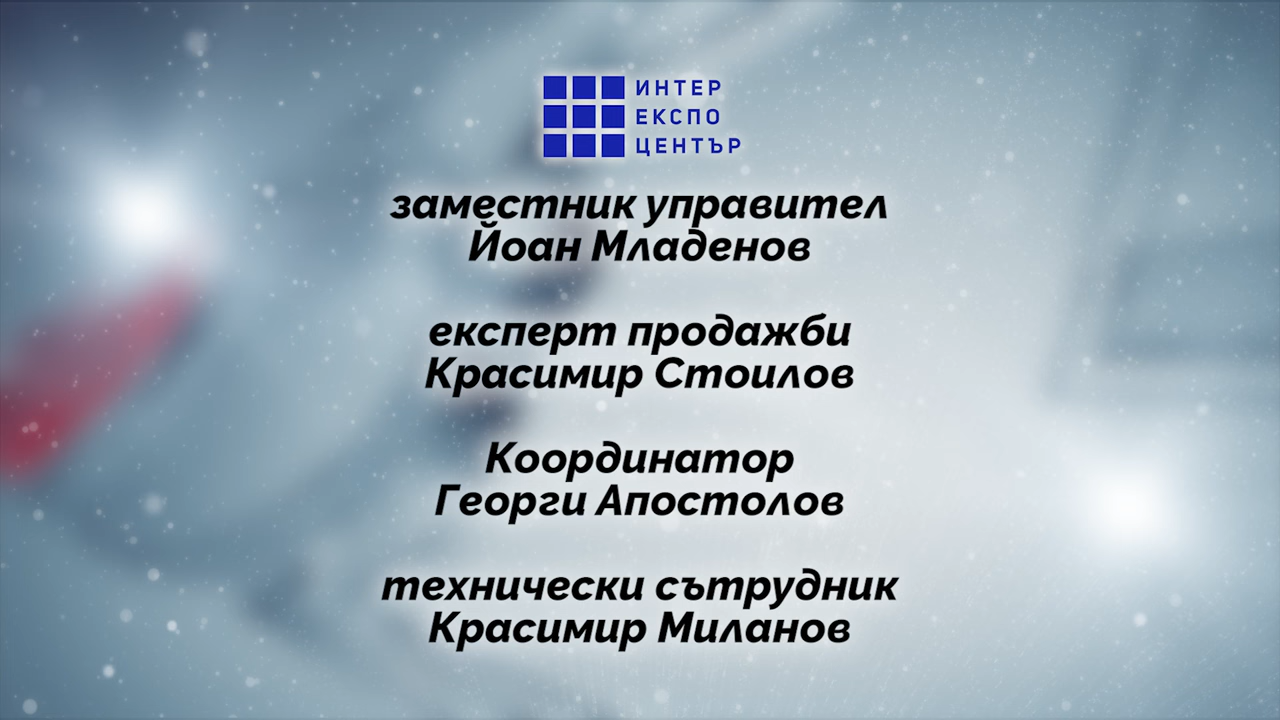 ИНТЕР
ЕКСПО
ЦЕНТЪР
заместник управител
Йоан Младенов
експерт продажби
Красимир Стоилов
Координатор
Георги Апостолов
технически сътрудник
Красимир Миланов